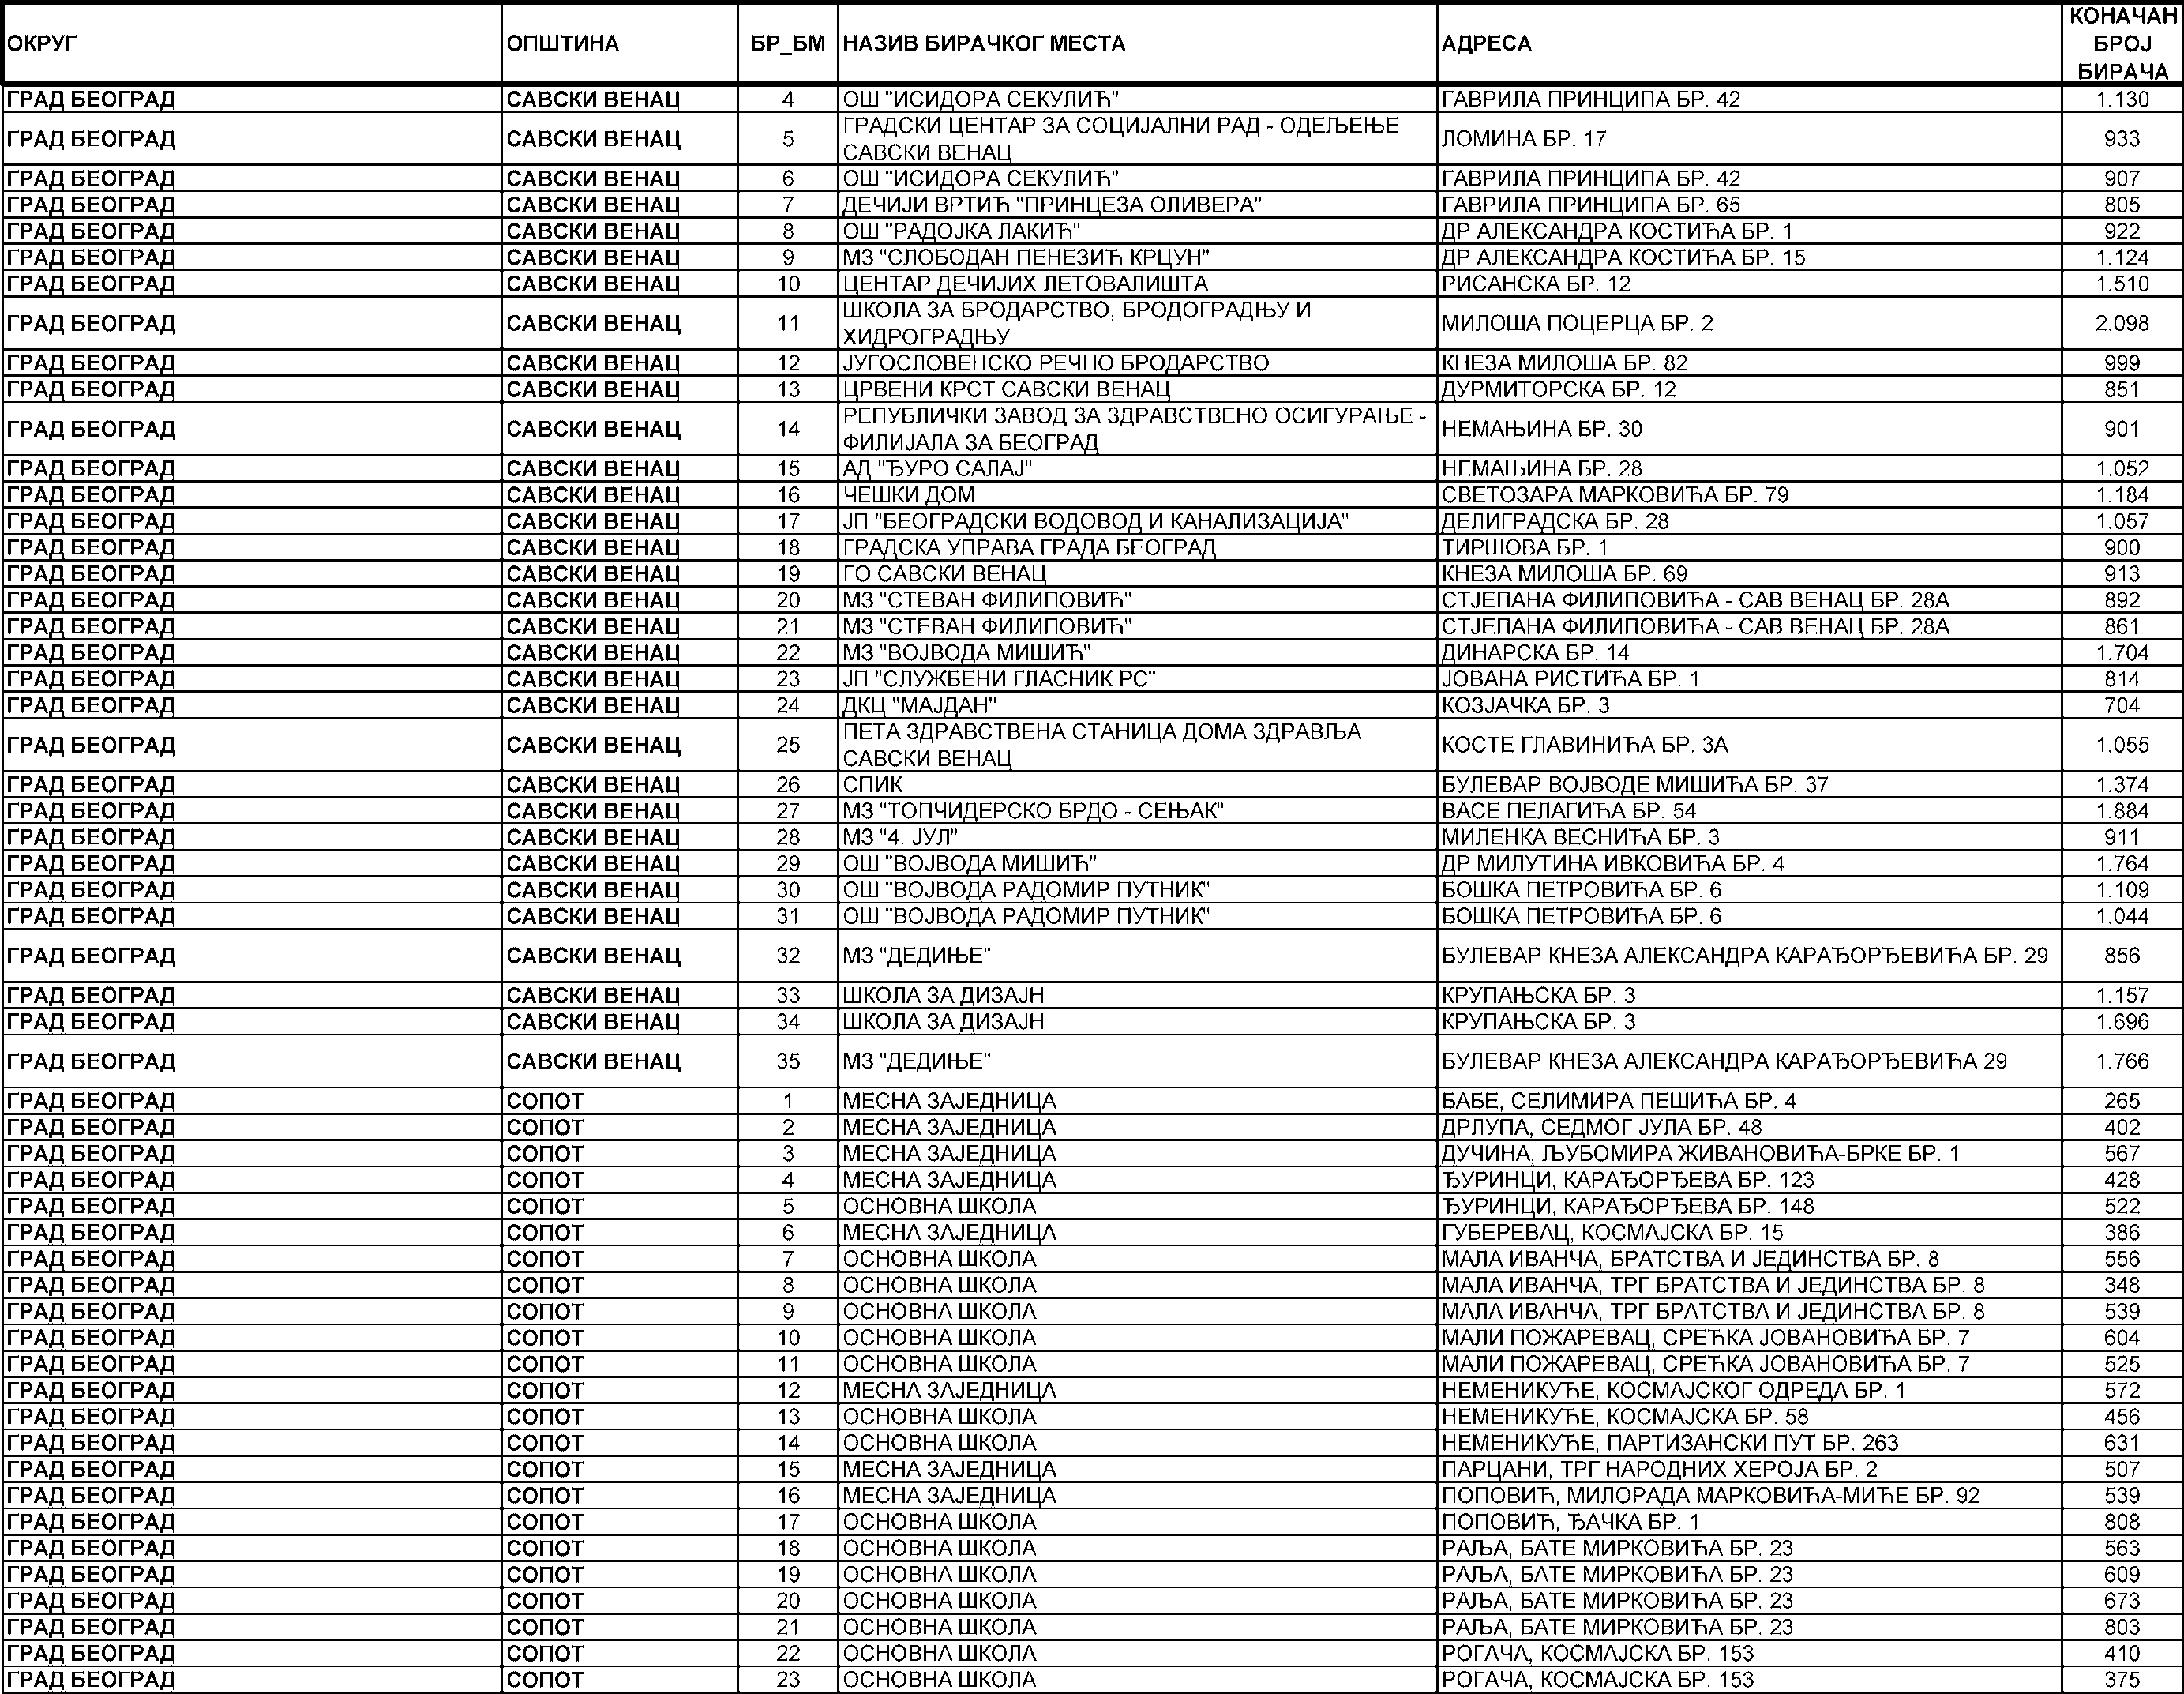 ОКРУГ ОПШТИНА БР_БМ НАЗИВ БИРАЧКОГ МЕСТА АДРЕСА КОНАЧАН БРОЈ БИРАЧА
ГРАД БЕОГРАД САВСКИ ВЕНАЦ 4 ОШ "ИСИДОРА СЕКУЛИЋ" ГАВРИЛА ПРИНЦИПА БР. 42 1.130
ГРАД БЕОГРАД САВСКИ ВЕНАЦ 5 ГРАДСКИ ЦЕНТАР ЗА СОЦИЈАЛНИ РАД - ОДЕЉЕЊЕ САВСКИ ВЕНАЦ ЛОМИНА БР. 17 933
ГРАД БЕОГРАД САВСКИ ВЕНАЦ 6 ОШ "ИСИДОРА СЕКУЛИЋ" ГАВРИЛА ПРИНЦИПА БР. 42 907
ГРАД БЕОГРАД САВСКИ ВЕНАЦ 7 ДЕЧИЈИ ВРТИЋ "ПРИНЦЕЗА ОЛИВЕРА" ГАВРИЛА ПРИНЦИПА БР. 65 805
ГРАД БЕОГРАД САВСКИ ВЕНАЦ 8 ОШ "РАДОЈКА ЛАКИЋ" ДР АЛЕКСАНДРА КОСТИЋА БР. 1 922
ГРАД БЕОГРАД САВСКИ ВЕНАЦ 9 МЗ "СЛОБОДАН ПЕНЕЗИЋ КРЦУН" ДР АЛЕКСАНДРА КОСТИЋА БР. 15 1.124
ГРАД БЕОГРАД САВСКИ ВЕНАЦ 10 ЦЕНТАР ДЕЧИЈИХ ЛЕТОВАЛИШТА РИСАНСКА БР. 12 1.510
ГРАД БЕОГРАД САВСКИ ВЕНАЦ 11 ШКОЛА ЗА БРОДАРСТВО, БРОДОГРАДЊУ И ХИДРОГРАДЊУ МИЛОША ПОЦЕРЦА БР. 2 2.098
ГРАД БЕОГРАД САВСКИ ВЕНАЦ 12 ЈУГОСЛОВЕНСКО РЕЧНО БРОДАРСТВО КНЕЗА МИЛОША БР. 82 999
ГРАД БЕОГРАД САВСКИ ВЕНАЦ 13 ЦРВЕНИ КРСТ САВСКИ ВЕНАЦ ДУРМИТОРСКА БР. 12 851
ГРАД БЕОГРАД САВСКИ ВЕНАЦ 14 РЕПУБЛИЧКИ ЗАВОД ЗА ЗДРАВСТВЕНО ОСИГУРАЊЕ - ФИЛИЈАЛА ЗА БЕОГРАД НЕМАЊИНА БР. 30 901
ГРАД БЕОГРАД САВСКИ ВЕНАЦ 15 АД "ЂУРО САЛАЈ" НЕМАЊИНА БР. 28 1.052
ГРАД БЕОГРАД САВСКИ ВЕНАЦ 16 ЧЕШКИ ДОМ СВЕТОЗАРА МАРКОВИЋА БР. 79 1.184
ГРАД БЕОГРАД САВСКИ ВЕНАЦ 17 ЈП "БЕОГРАДСКИ ВОДОВОД И КАНАЛИЗАЦИЈА" ДЕЛИГРАДСКА БР. 28 1.057
ГРАД БЕОГРАД САВСКИ ВЕНАЦ 18 ГРАДСКА УПРАВА ГРАДА БЕОГРАД ТИРШОВА БР. 1 900
ГРАД БЕОГРАД САВСКИ ВЕНАЦ 19 ГО САВСКИ ВЕНАЦ КНЕЗА МИЛОША БР. 69 913
ГРАД БЕОГРАД САВСКИ ВЕНАЦ 20 МЗ "СТЕВАН ФИЛИПОВИЋ" СТЈЕПАНА ФИЛИПОВИЋА - САВ ВЕНАЦ БР. 28А 892
ГРАД БЕОГРАД САВСКИ ВЕНАЦ 21 МЗ "СТЕВАН ФИЛИПОВИЋ" СТЈЕПАНА ФИЛИПОВИЋА - САВ ВЕНАЦ БР. 28А 861
ГРАД БЕОГРАД САВСКИ ВЕНАЦ 22 МЗ "ВОЈВОДА МИШИЋ" ДИНАРСКА БР. 14 1.704
ГРАД БЕОГРАД САВСКИ ВЕНАЦ 23 ЈП "СЛУЖБЕНИ ГЛАСНИК РС" ЈОВАНА РИСТИЋА БР. 1 814
ГРАД БЕОГРАД САВСКИ ВЕНАЦ 24 ДКЦ "МАЈДАН" КОЗЈАЧКА БР. 3 704
ГРАД БЕОГРАД САВСКИ ВЕНАЦ 25 ПЕТА ЗДРАВСТВЕНА СТАНИЦА ДОМА ЗДРАВЉА САВСКИ ВЕНАЦ КОСТЕ ГЛАВИНИЋА БР. 3А 1.055
ГРАД БЕОГРАД САВСКИ ВЕНАЦ 26 СПИК БУЛЕВАР ВОЈВОДЕ МИШИЋА БР. 37 1.374
ГРАД БЕОГРАД САВСКИ ВЕНАЦ 27 МЗ "ТОПЧИДЕРСКО БРДО - СЕЊАК" ВАСЕ ПЕЛАГИЋА БР. 54 1.884
ГРАД БЕОГРАД САВСКИ ВЕНАЦ 28 МЗ "4. ЈУЛ" МИЛЕНКА ВЕСНИЋА БР. 3 911
ГРАД БЕОГРАД САВСКИ ВЕНАЦ 29 ОШ "ВОЈВОДА МИШИЋ" ДР МИЛУТИНА ИВКОВИЋА БР. 4 1.764
ГРАД БЕОГРАД САВСКИ ВЕНАЦ 30 ОШ "ВОЈВОДА РАДОМИР ПУТНИК" БОШКА ПЕТРОВИЋА БР. 6 1.109
ГРАД БЕОГРАД САВСКИ ВЕНАЦ 31 ОШ "ВОЈВОДА РАДОМИР ПУТНИК" БОШКА ПЕТРОВИЋА БР. 6 1.044
ГРАД БЕОГРАД САВСКИ ВЕНАЦ 32 МЗ "ДЕДИЊЕ" БУЛЕВАР КНЕЗА АЛЕКСАНДРА КАРАЂОРЂЕВИЋА БР. 29 856
ГРАД БЕОГРАД САВСКИ ВЕНАЦ 33 ШКОЛА ЗА ДИЗАЈН КРУПАЊСКА БР. 3 1.157
ГРАД БЕОГРАД САВСКИ ВЕНАЦ 34 ШКОЛА ЗА ДИЗАЈН КРУПАЊСКА БР. 3 1.696
ГРАД БЕОГРАД САВСКИ ВЕНАЦ 35 МЗ "ДЕДИЊЕ" БУЛЕВАР КНЕЗА АЛЕКСАНДРА КАРАЂОРЂЕВИЋА 29 1.766
ГРАД БЕОГРАД СОПОТ 1 МЕСНА ЗАЈЕДНИЦА БАБЕ, СЕЛИМИРА ПЕШИЋА БР. 4 265
ГРАД БЕОГРАД СОПОТ 2 МЕСНА ЗАЈЕДНИЦА ДРЛУПА, СЕДМОГ ЈУЛА БР. 48 402
ГРАД БЕОГРАД СОПОТ 3 МЕСНА ЗАЈЕДНИЦА ДУЧИНА, ЉУБОМИРА ЖИВАНОВИЋА-БРКЕ БР. 1 567
ГРАД БЕОГРАД СОПОТ 4 МЕСНА ЗАЈЕДНИЦА ЂУРИНЦИ, КАРАЂОРЂЕВА БР. 123 428
ГРАД БЕОГРАД СОПОТ 5 ОСНОВНА ШКОЛА ЂУРИНЦИ, КАРАЂОРЂЕВА БР. 148 522
ГРАД БЕОГРАД СОПОТ 6 МЕСНА ЗАЈЕДНИЦА ГУБЕРЕВАЦ, КОСМАЈСКА БР. 15 386
ГРАД БЕОГРАД СОПОТ 7 ОСНОВНА ШКОЛА МАЛА ИВАНЧА, БРАТСТВА И ЈЕДИНСТВА БР. 8 556
ГРАД БЕОГРАД СОПОТ 8 ОСНОВНА ШКОЛА МАЛА ИВАНЧА, ТРГ БРАТСТВА И ЈЕДИНСТВА БР. 8 348
ГРАД БЕОГРАД СОПОТ 9 ОСНОВНА ШКОЛА МАЛА ИВАНЧА, ТРГ БРАТСТВА И ЈЕДИНСТВА БР. 8 539
ГРАД БЕОГРАД СОПОТ 10 ОСНОВНА ШКОЛА МАЛИ ПОЖАРЕВАЦ, СРЕЋКА ЈОВАНОВИЋА БР. 7 604
ГРАД БЕОГРАД СОПОТ 11 ОСНОВНА ШКОЛА МАЛИ ПОЖАРЕВАЦ, СРЕЋКА ЈОВАНОВИЋА БР. 7 525
ГРАД БЕОГРАД СОПОТ 12 МЕСНА ЗАЈЕДНИЦА НЕМЕНИКУЋЕ, КОСМАЈСКОГ ОДРЕДА БР. 1 572
ГРАД БЕОГРАД СОПОТ 13 ОСНОВНА ШКОЛА НЕМЕНИКУЋЕ, КОСМАЈСКА БР. 58 456
ГРАД БЕОГРАД СОПОТ 14 ОСНОВНА ШКОЛА НЕМЕНИКУЋЕ, ПАРТИЗАНСКИ ПУТ БР. 263 631
ГРАД БЕОГРАД СОПОТ 15 МЕСНА ЗАЈЕДНИЦА ПАРЦАНИ, ТРГ НАРОДНИХ ХЕРОЈА БР. 2 507
ГРАД БЕОГРАД СОПОТ 16 МЕСНА ЗАЈЕДНИЦА ПОПОВИЋ, МИЛОРАДА МАРКОВИЋА-МИЋЕ БР. 92 539
ГРАД БЕОГРАД СОПОТ 17 ОСНОВНА ШКОЛА ПОПОВИЋ, ЂАЧКА БР. 1 808
ГРАД БЕОГРАД СОПОТ 18 ОСНОВНА ШКОЛА РАЉА, БАТЕ МИРКОВИЋА БР. 23 563
ГРАД БЕОГРАД СОПОТ 19 ОСНОВНА ШКОЛА РАЉА, БАТЕ МИРКОВИЋА БР. 23 609
ГРАД БЕОГРАД СОПОТ 20 ОСНОВНА ШКОЛА РАЉА, БАТЕ МИРКОВИЋА БР. 23 673
ГРАД БЕОГРАД СОПОТ 21 ОСНОВНА ШКОЛА РАЉА, БАТЕ МИРКОВИЋА БР. 23 803
ГРАД БЕОГРАД СОПОТ 22 ОСНОВНА ШКОЛА РОГАЧА, КОСМАЈСКА БР. 153 410
ГРАД БЕОГРАД СОПОТ 23 ОСНОВНА ШКОЛА РОГАЧА, КОСМАЈСКА БР. 153 375